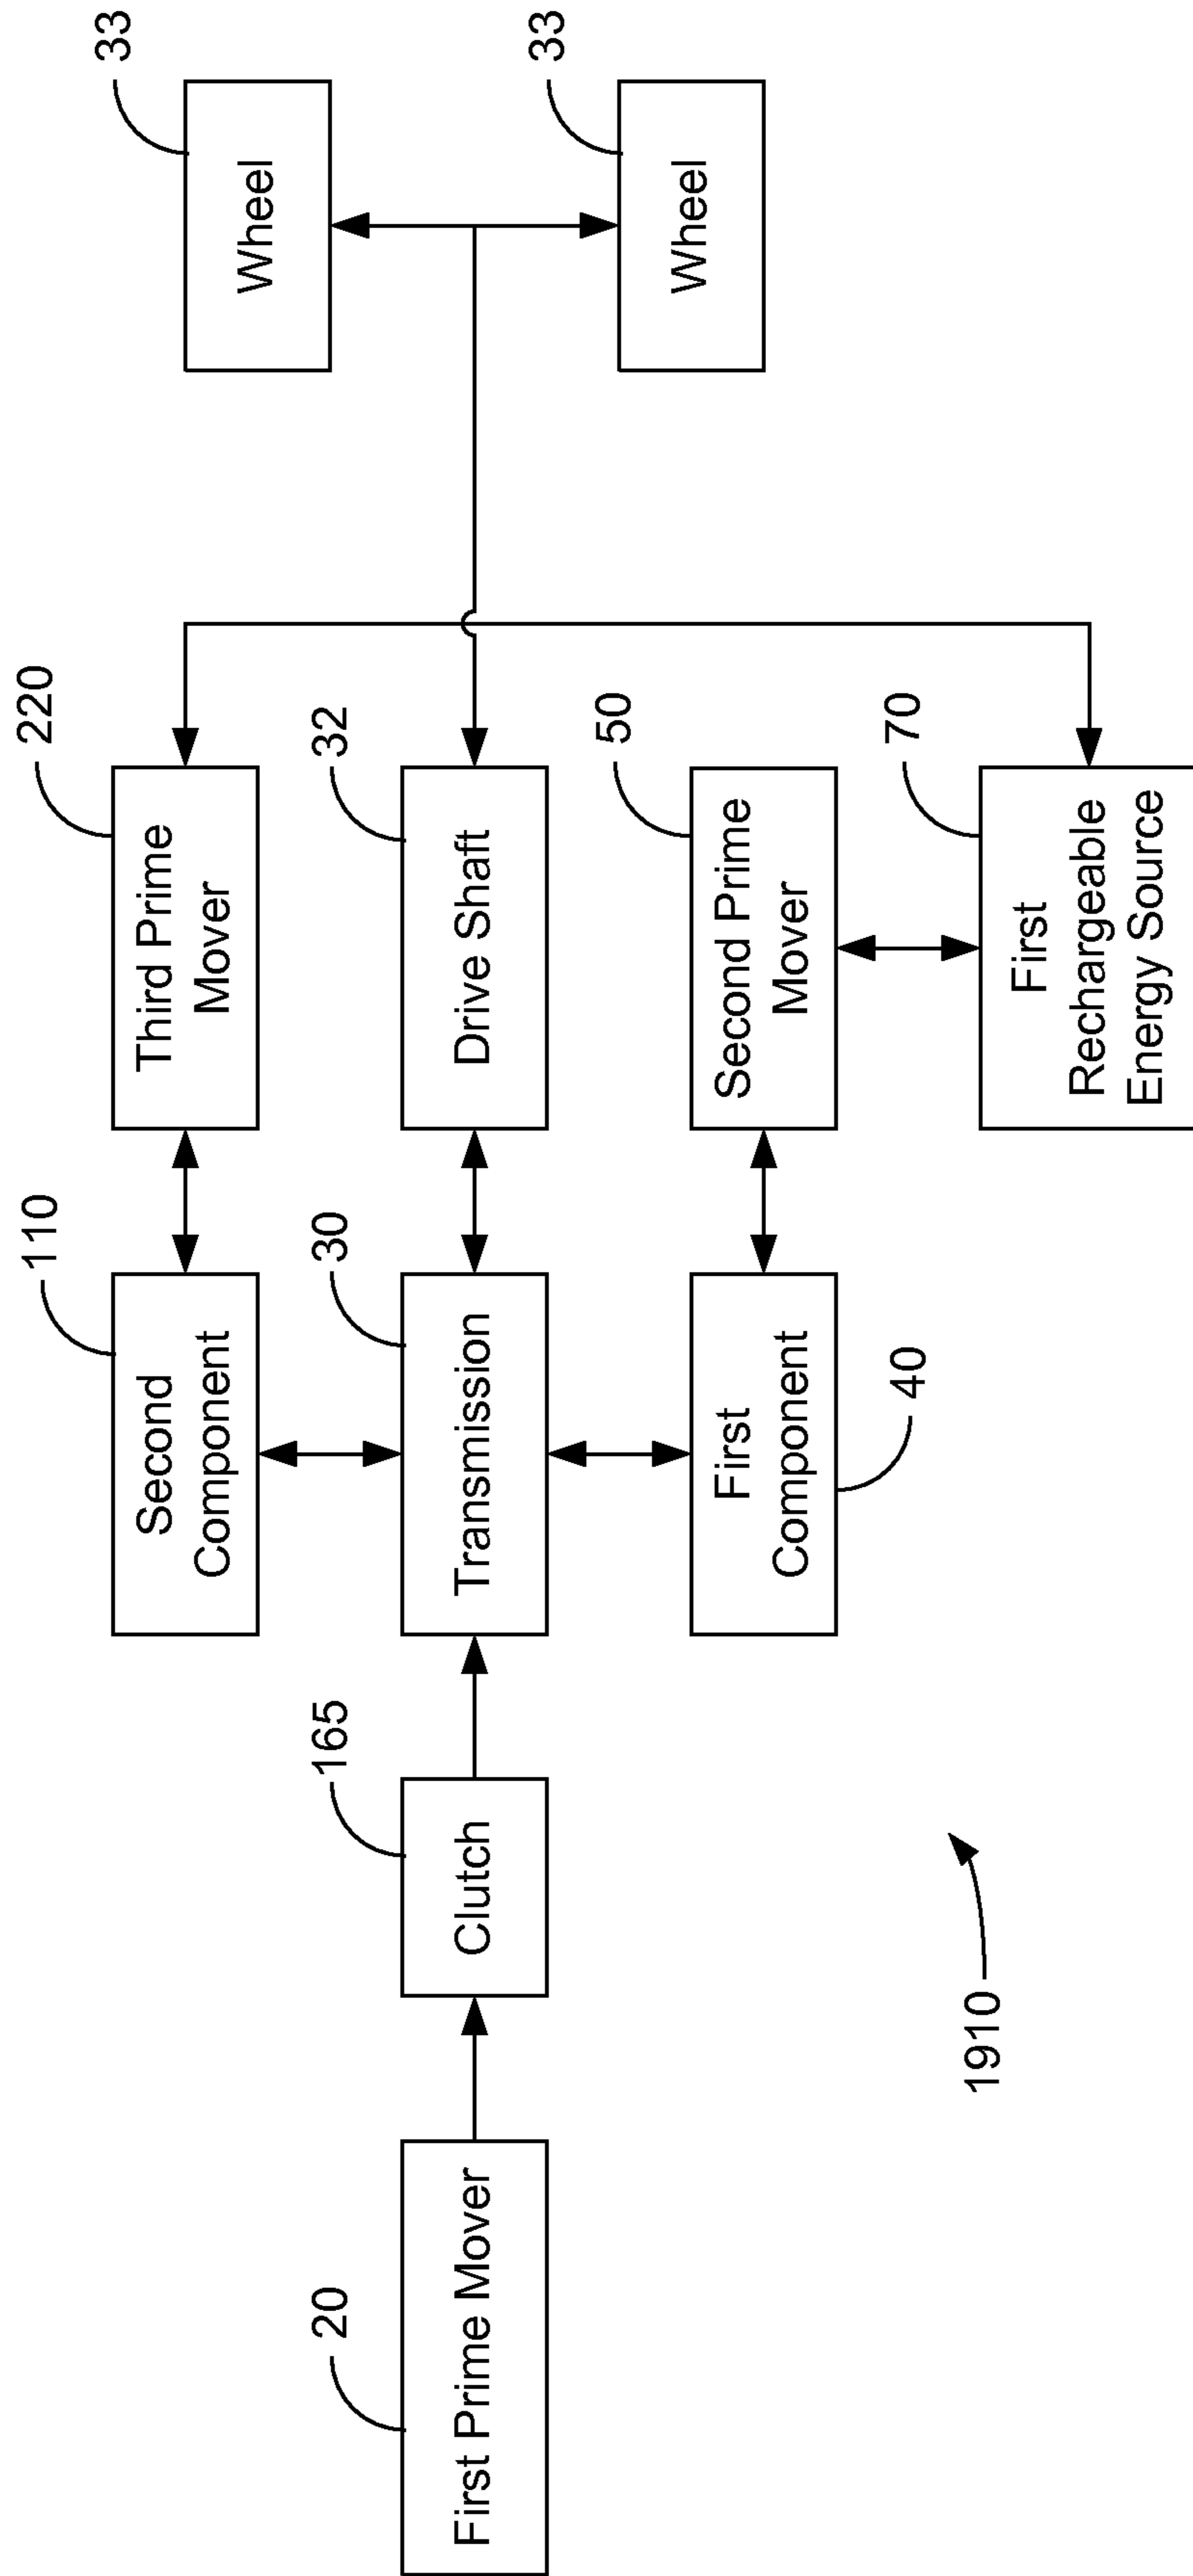 20
First Prime Mover
165
Clutch
110
Second
Component
30
Transmission
First
Component
40
220
Third Prime
Mover
32
Drive Shaft
50
Second Prime
Mover
70
First
Rechargeable
Energy Source
33
Wheel
33
Wheel
1910